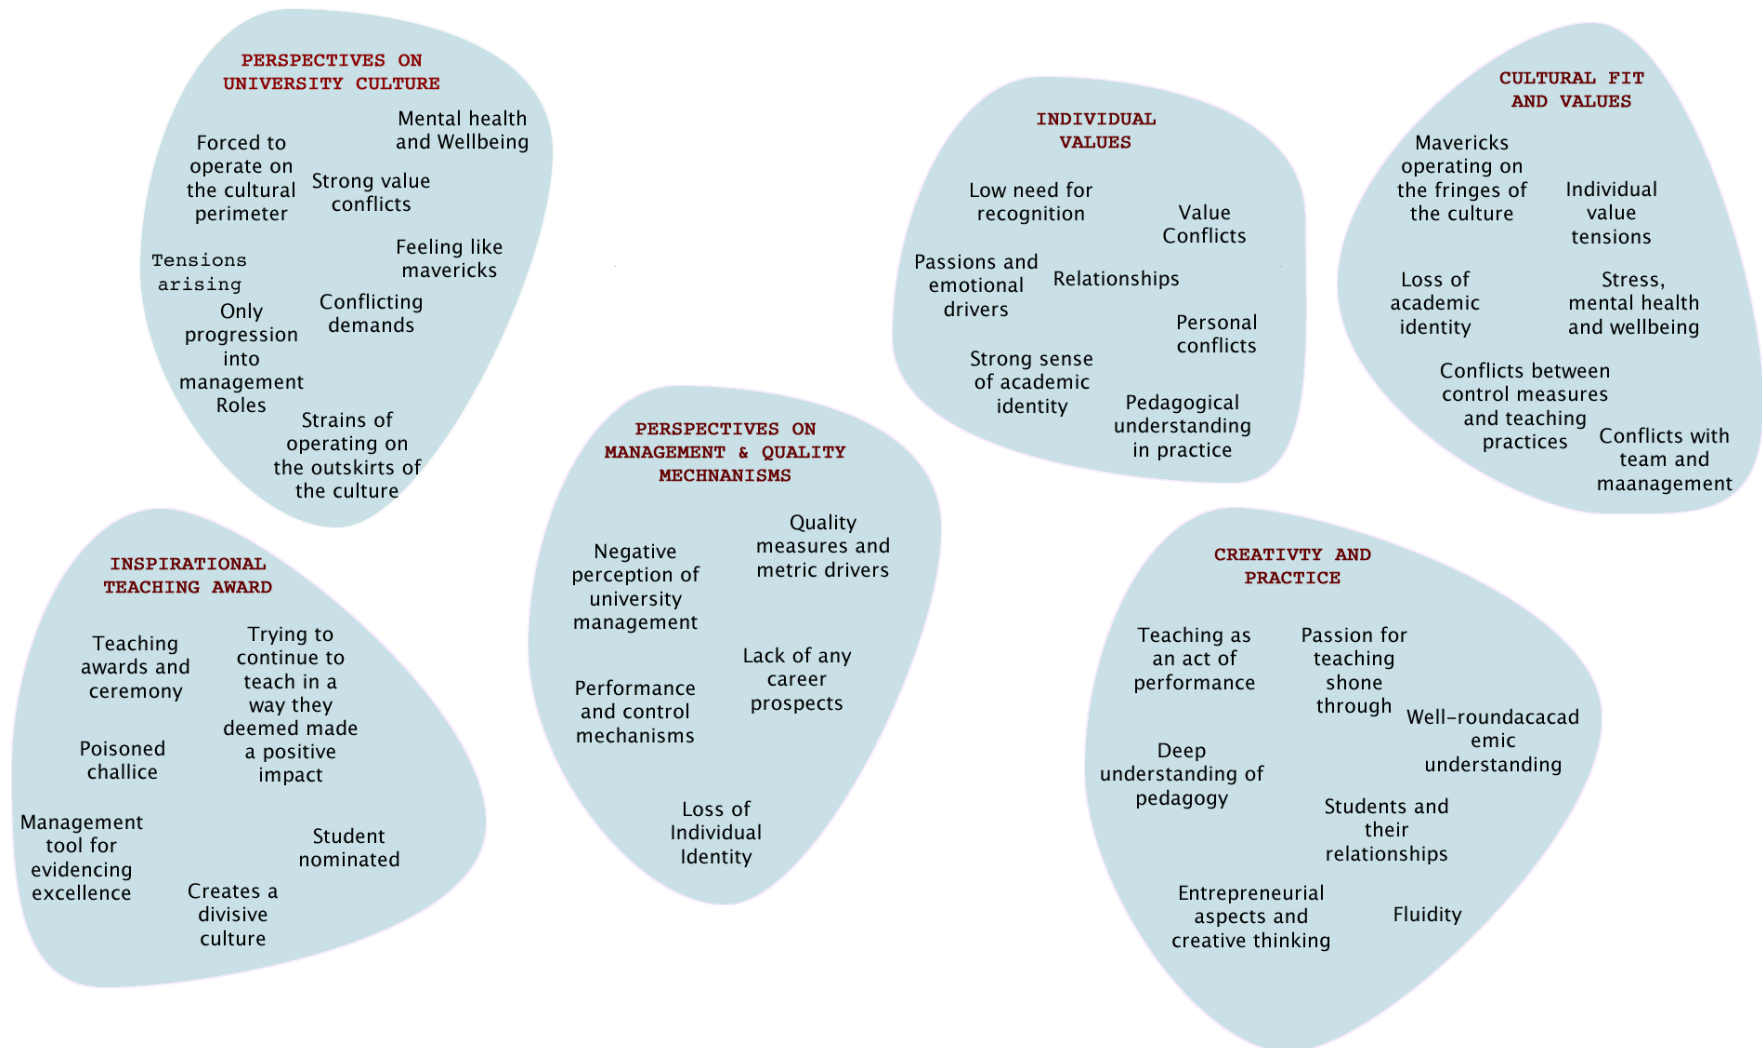 PERSPECTIVES ON
UNIVERSITY CULTURE
Mental health
and Wellbeing
Forced to
operate on
the cultural
perimeter
Strong value
conflicts
Feeling like
mavericks
Tensions
arising
Conflicting
demands
Only
progression
into
management
Roles
Strains of
operating on
the outskirts of
the culture
INDIVIDUAL
VALUES
Low need for
recognition
Value
Conflicts
Passions and
emotional
drivers
Relationships
Personal
conflicts
Strong sense
of academic
identity
Pedagogical
understanding
in practice
CULTURAL FIT
AND VALUES
Mavericks
operating on
the fringes of
the culture
Individual
value
tensions
Loss of
academic
identity
Stress,
mental health
and wellbeing
Conflicts between
control measures
and teaching
practices
Conflicts with
team and
maanagement
INSPIRATIONAL
TEACHING AWARD
Teaching
awards and
ceremony
Trying to
continue to
teach in a
way they
deemed made
a positive
impact
Poisoned
challice
Management
tool for
evidencing
excellence
Student
nominated
Creates a
divisive
culture
PERSPECTIVES ON
MANAGEMENT & QUALITY
MECHNANISMS
Quality
measures and
metric drivers
Negative
perception of
university
management
Lack of any
career
prospects
Performance
and control
mechanisms
Loss of
Individual
Identity
CREATIVTY AND
PRACTICE
Teaching as
an act of
performance
Passion for
teaching
shone
through
Well-roundacacad
emic
understanding
Deep
understanding of
pedagogy
Students and
their
relationships
Entrepreneurial
aspects and
creative thinking
Fluidity